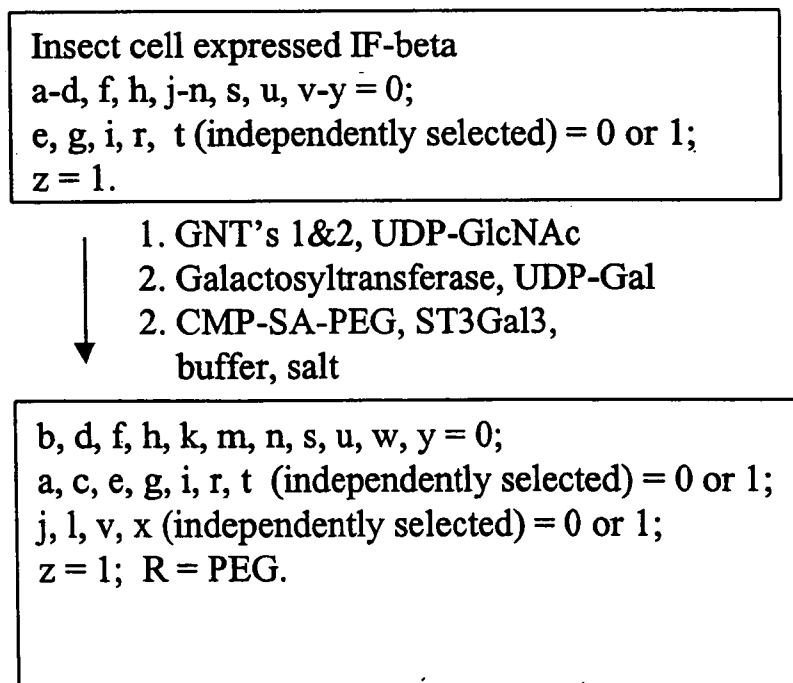 Insect cell expressed IF-beta
a-d, f, h, j-n, s, u, v-y = 0;
e, g, i, r, t (independently selected) = 0 or 1;
z = 1.
1. GNT's 1&2, UDP-GlcNAc
2. Galactosyltransferase, UDP-Gal
2. CMP-SA-PEG, ST3Gal3,
buffer, salt
b, d, f, h, k, m, n, s, u, w, y = 0;
a, c, e, g, i, r, t (independently selected) = 0 or 1;
j, l, v, x (independently selected) = 0 or 1;
z = 1; R = PEG.